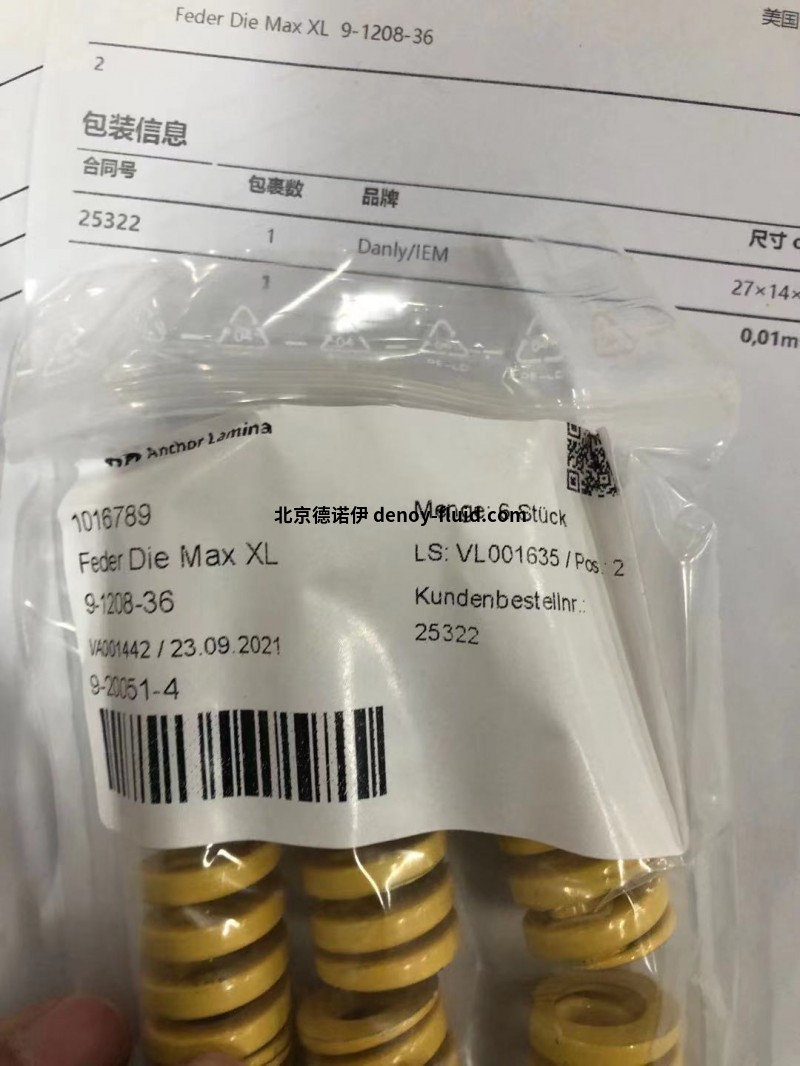 Feder Die Max XL 9-1208-36
美国
2
包装信息
合同号 包裹数 品牌 尺寸 c
25322 1 Danly/IEM 27×14×
1 0,01m
04 04
Anchor Lamina
1016789
Menge: 6 Stück
北京德诺伊 denoy-fluid.com
Feder Die Max XL
LS: VL001635 / Pos.: 2
9-1208-36
Kundenbestellnr.:
VA001442 / 23.09.2021
25322
9-20051-4